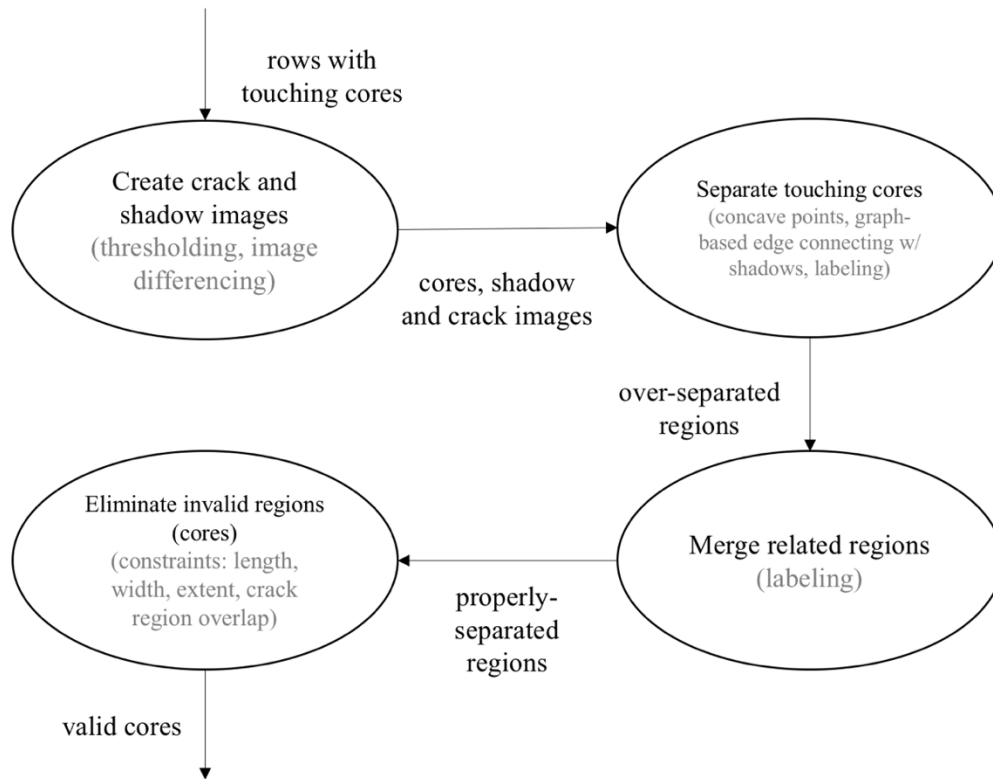 rows with
touching cores
Create crack and
shadow images
(thresholding, image
differencing)
cores, shadow
and crack images
Separate touching cores
(concave points, graph-
based edge connecting w/
shadows, labeling)
over-separated
regions
Merge related regions
(labeling)
properly-
separated
regions
Eliminate invalid regions
(cores)
(constraints: length,
width, extent, crack
region overlap)
valid cores